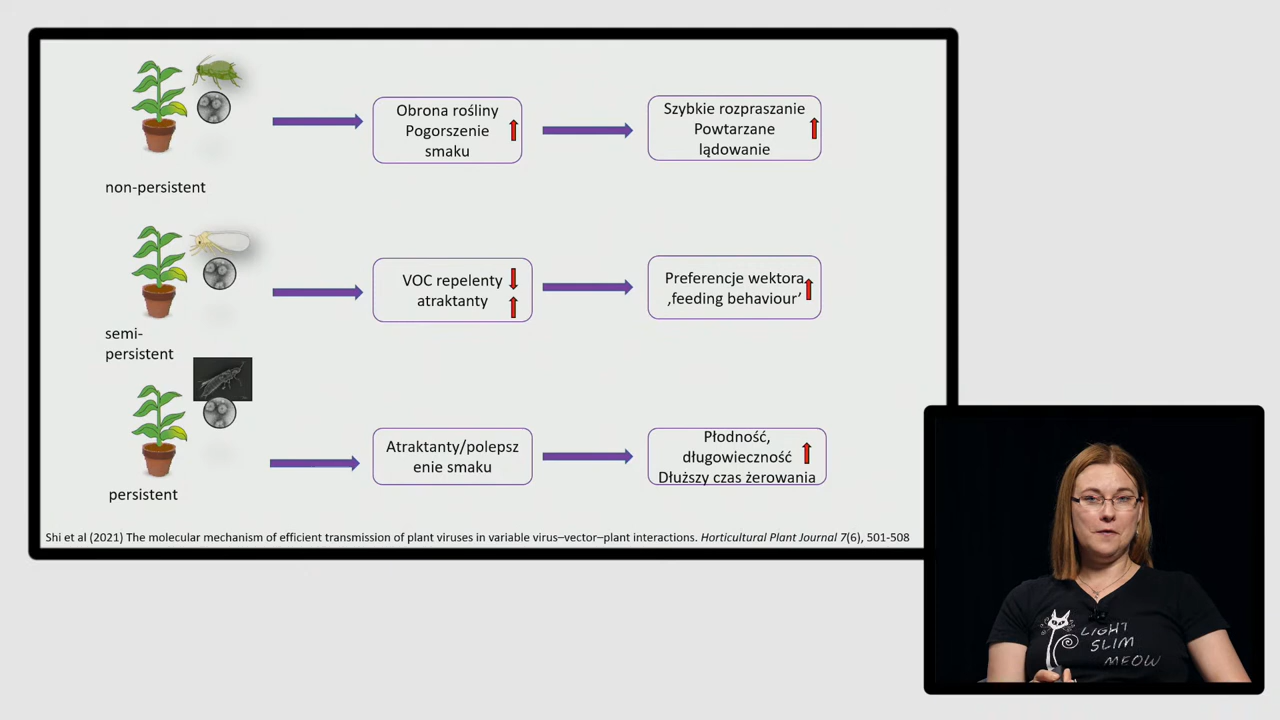 Obrona rośliny
Pogorszenie
smaku
Szybkie rozpraszanie
Powtarzane
lądowanie
non-persistent
VOC repelenty
atraktanty
Preferencje wektora
‚feeding behaviour’
semi-
persistent
Atraktanty/polepsz
enie smaku
Płodność,
długowieczność
Dłuższy czas żerowania
persistent
Shi et al (2021) The molecular mechanism of efficient transmission of plant viruses in variable virus–vector–plant interactions. Horticultural Plant Journal 7(6), 501-508
LIGHT
SLIM
MEOW